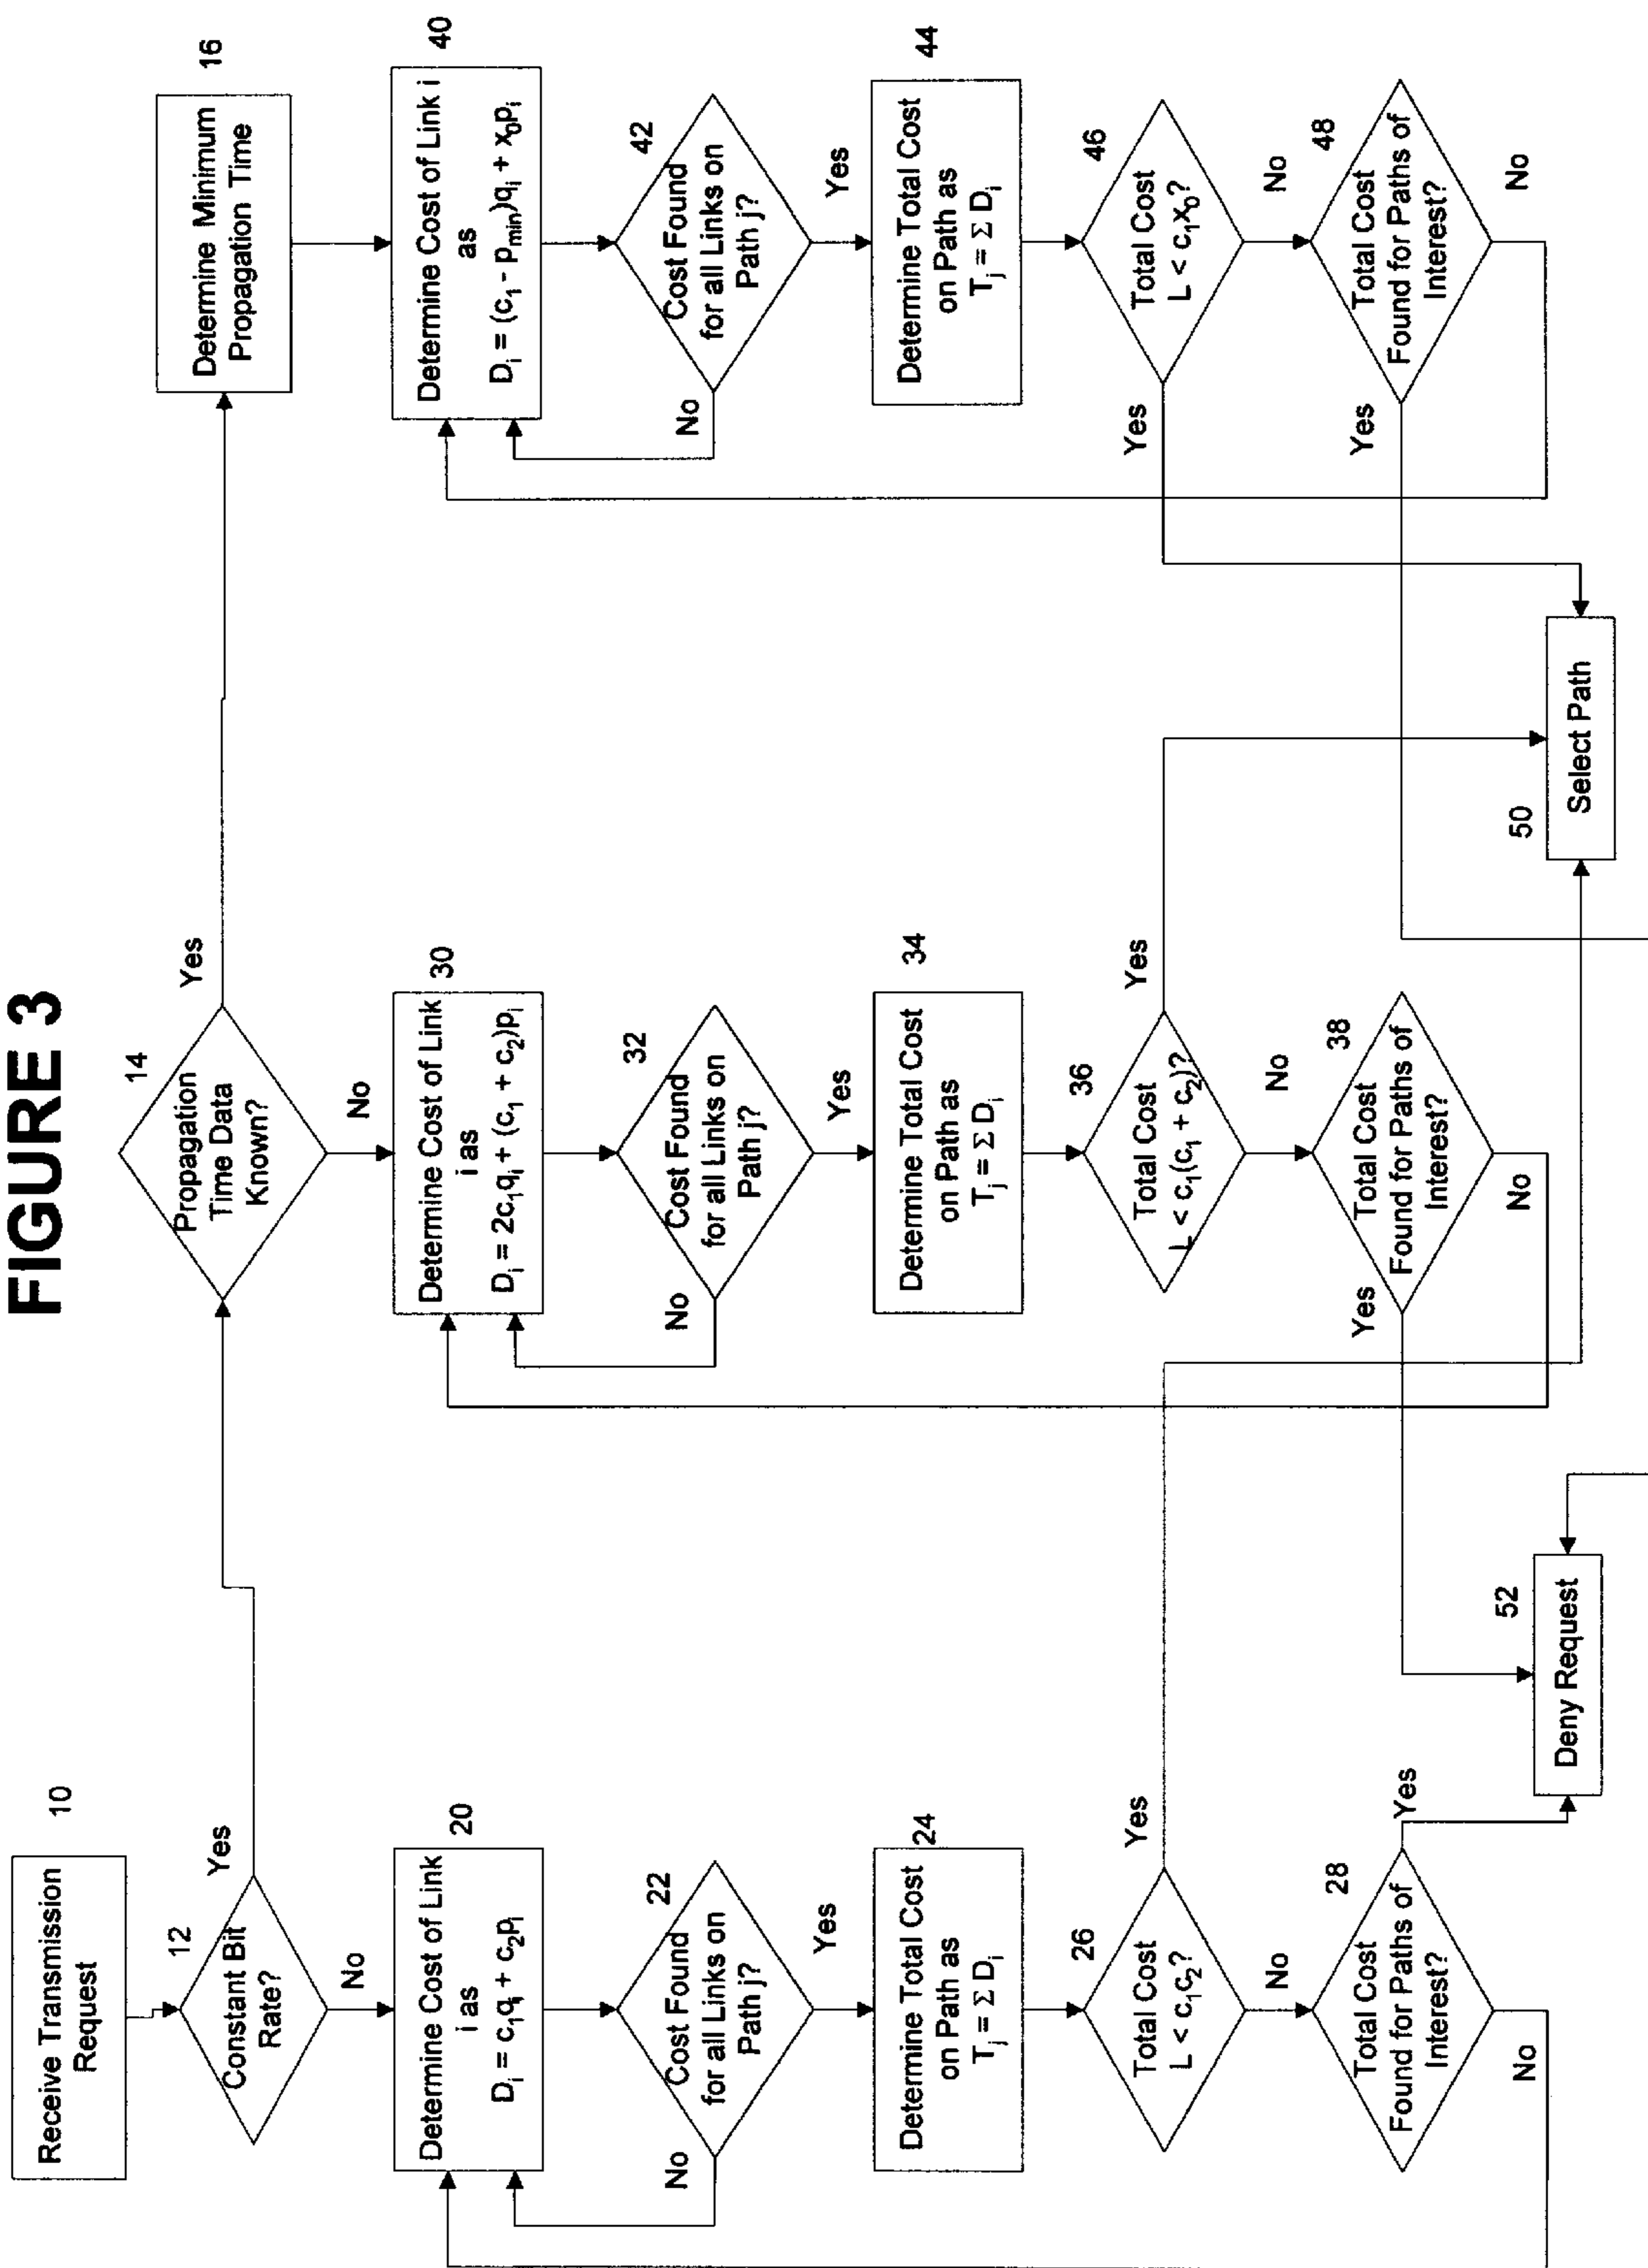 FIGURE 3
Receive Transmission
Request
10
Constant Bit
Rate?
12
Yes
No
Determine Cost of Link
i as
D_i = c_1q_i + c_2p_i
20
Cost Found
for all Links on
Path j?
22
No
Yes
Determine Total Cost
on Path as
T_j = Σ D_i
24
Total Cost
L < c_1c_2?
26
Yes
No
Total Cost
Found for Paths of
Interest?
28
Yes
No
Propagation
Time Data
Known?
14
Yes
No
Determine Cost of Link
i as
D_i = 2c_1q_i + (c_1 + c_2)p_i
30
Cost Found
for all Links on
Path j?
32
No
Yes
Determine Total Cost
on Path as
T_j = Σ D_i
34
Total Cost
L < c_1(c_1 + c_2)?
36
Yes
No
Total Cost
Found for Paths of
Interest?
38
Yes
No
Deny Request
52
Determine Minimum
Propagation Time
16
Determine Cost of Link i
as
D_i = (c_1 - p_min)q_i + x_0p_i
40
Cost Found
for all Links on
Path j?
42
No
Yes
Determine Total Cost
on Path as
T_j = Σ D_i
44
Total Cost
L < c_1x_0?
46
Yes
No
Total Cost
Found for Paths of
Interest?
48
Yes
No
Select Path
50